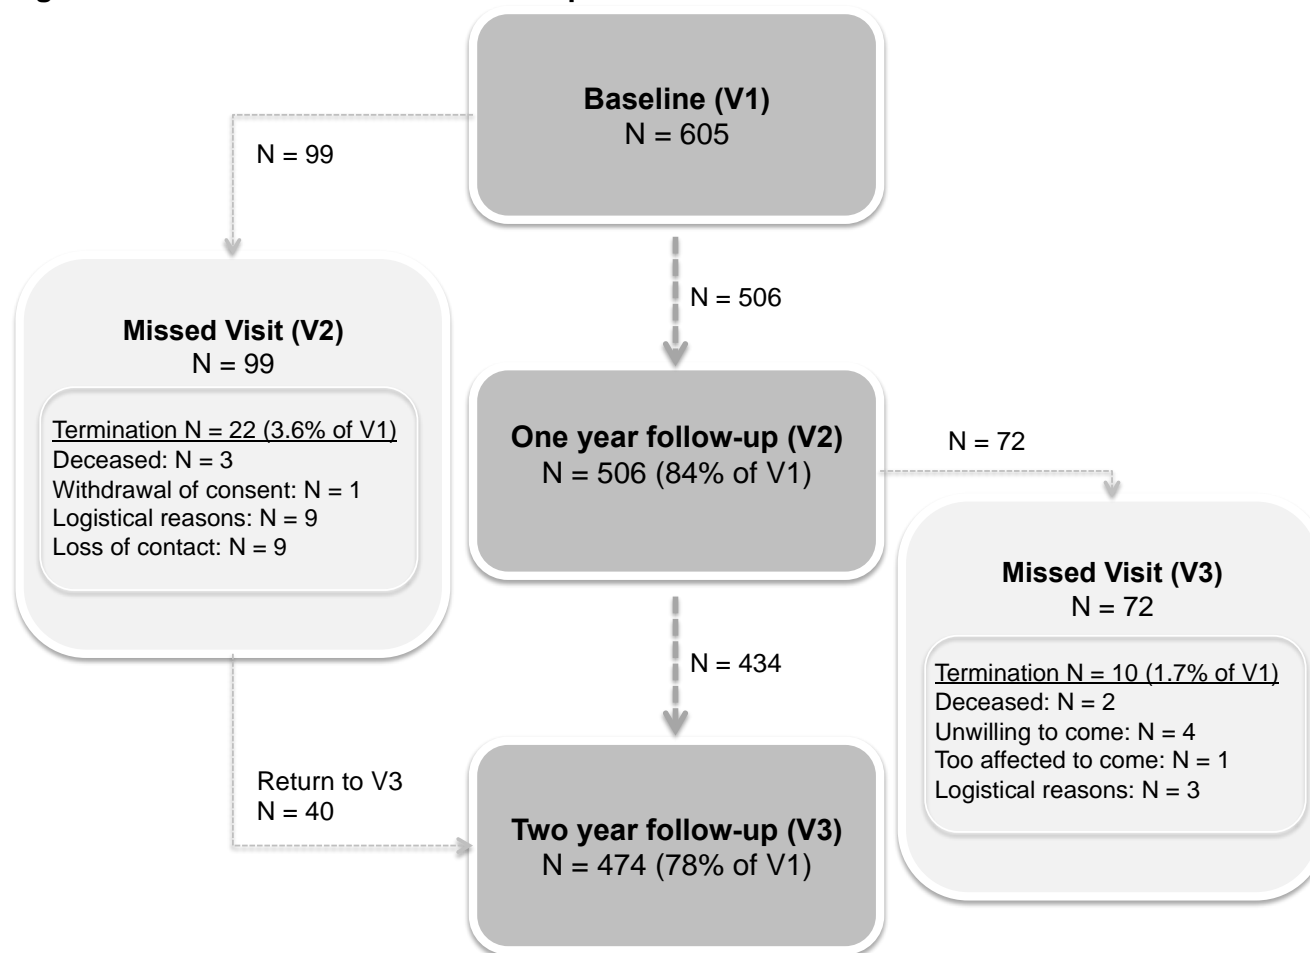 Baseline (V1)
N = 605
N = 99
N = 506
Missed Visit (V2)
N = 99
Termination N = 22 (3.6% of V1)
Deceased: N = 3
Withdrawal of consent: N = 1
Logistical reasons: N = 9
Loss of contact: N = 9
One year follow-up (V2)
N = 506 (84% of V1)
N = 72
Missed Visit (V3)
N = 72
Termination N = 10 (1.7% of V1)
Deceased: N = 2
Unwilling to come: N = 4
Too affected to come: N = 1
Logistical reasons: N = 3
N = 434
Return to V3
N = 40
Two year follow-up (V3)
N = 474 (78% of V1)